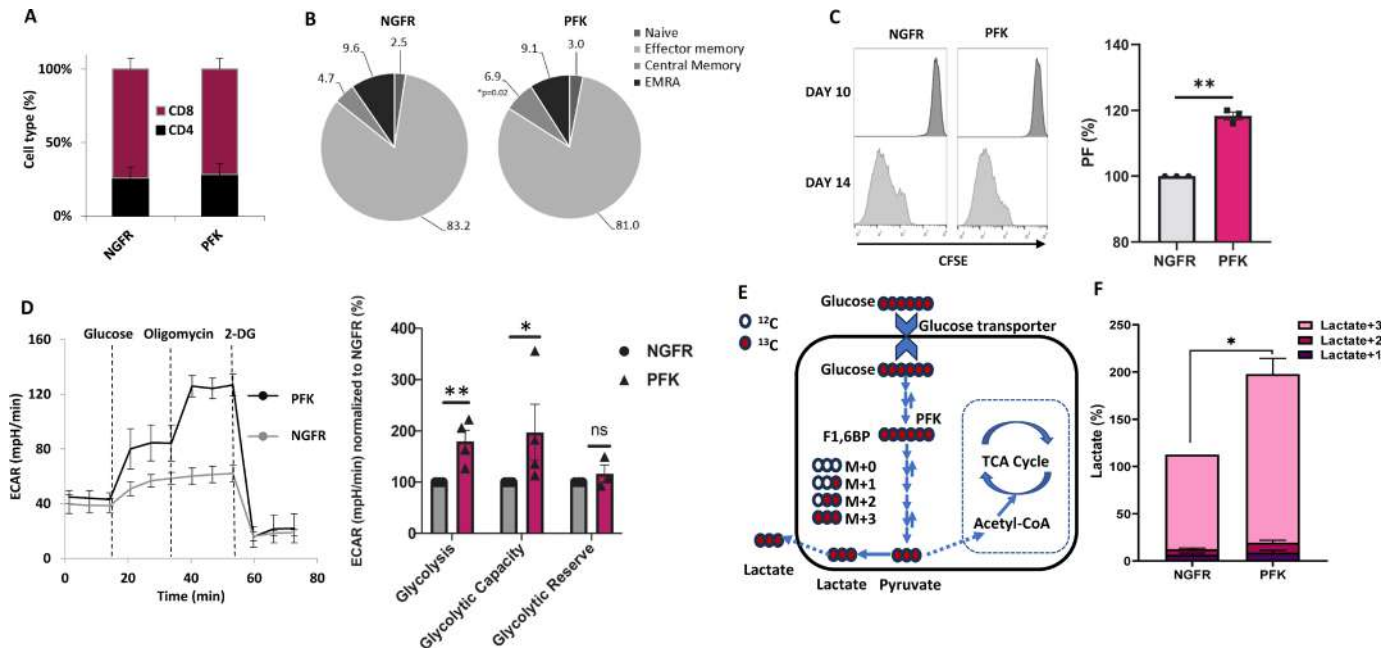 A
100%
50%
0%
Cell type (%)
CD8
CD4
NGFR
PFK
B
NGFR
PFK
2.5
9.6
4.7
83.2
3.0
9.1
6.9
*p=0.02
81.0
Naive
Effector memory
Central Memory
EMRA
C
NGFR
PFK
DAY 10
DAY 14
CFSE
PF (%)
140
120
100
80
**
NGFR
PFK
D
Glucose
Oligomycin
2-DG
160
120
80
40
0
ECAR (mpH/min)
PFK
NGFR
0
20
40
60
80
Time (min)
ECAR (mpH/min) normalized to NGFR (%)
400
300
200
100
0
**
*
ns
NGFR
PFK
Glycolysis
Glycolytic Capacity
Glycolytic Reserve
E
12C
13C
Glucose
Glucose transporter
Glucose
PFK
F1,6BP
M+0
M+1
M+2
M+3
TCA Cycle
Acetyl-CoA
Lactate
Lactate
Pyruvate
F
250
200
150
100
50
0
Lactate (%)
*
Lactate+3
Lactate+2
Lactate+1
NGFR
PFK